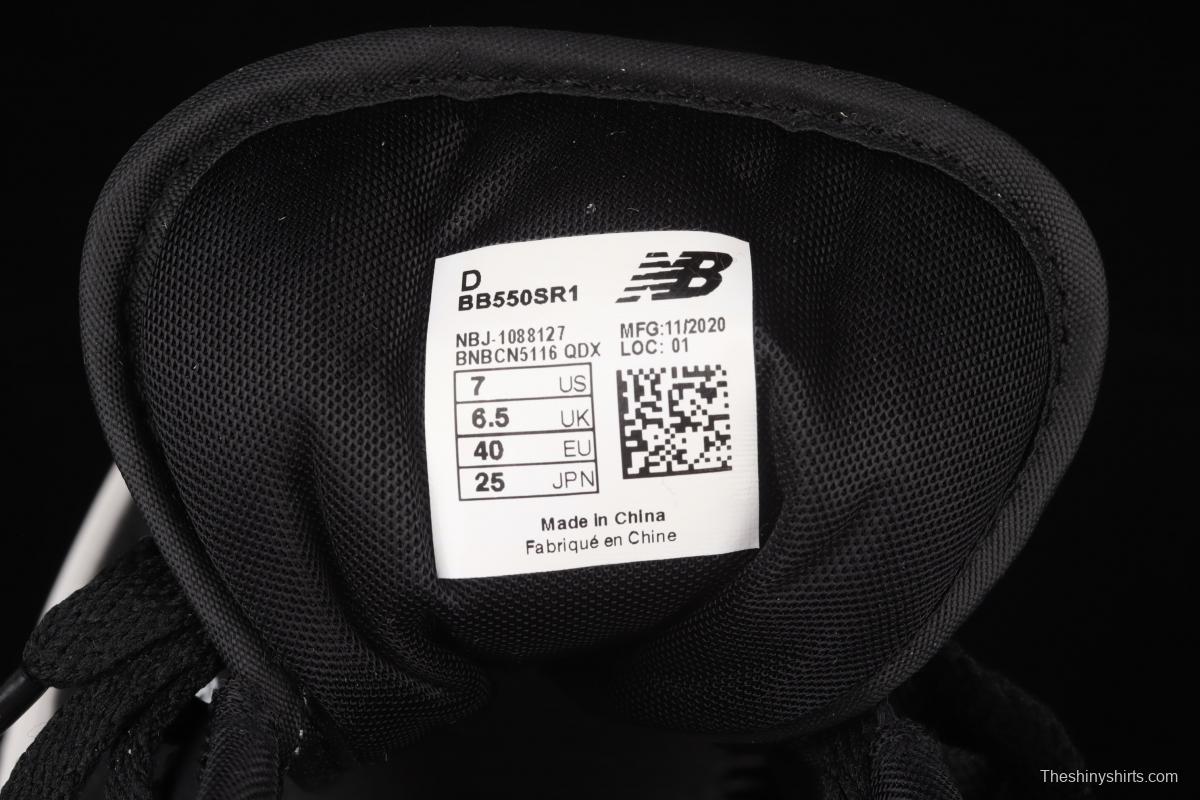 D
BB550SR1
NB
NBJ-1088127
BNBCN5116 QDX
MFG:11/2020
LOC: 01
7 US
6.5 UK
40 EU
25 JPN
Made In China
Fabriqué en Chine
Theshinyshirts.com